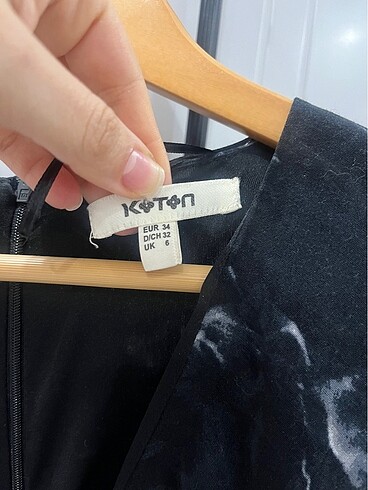 KOTON
EUR 34
D/CH 32
UK 6